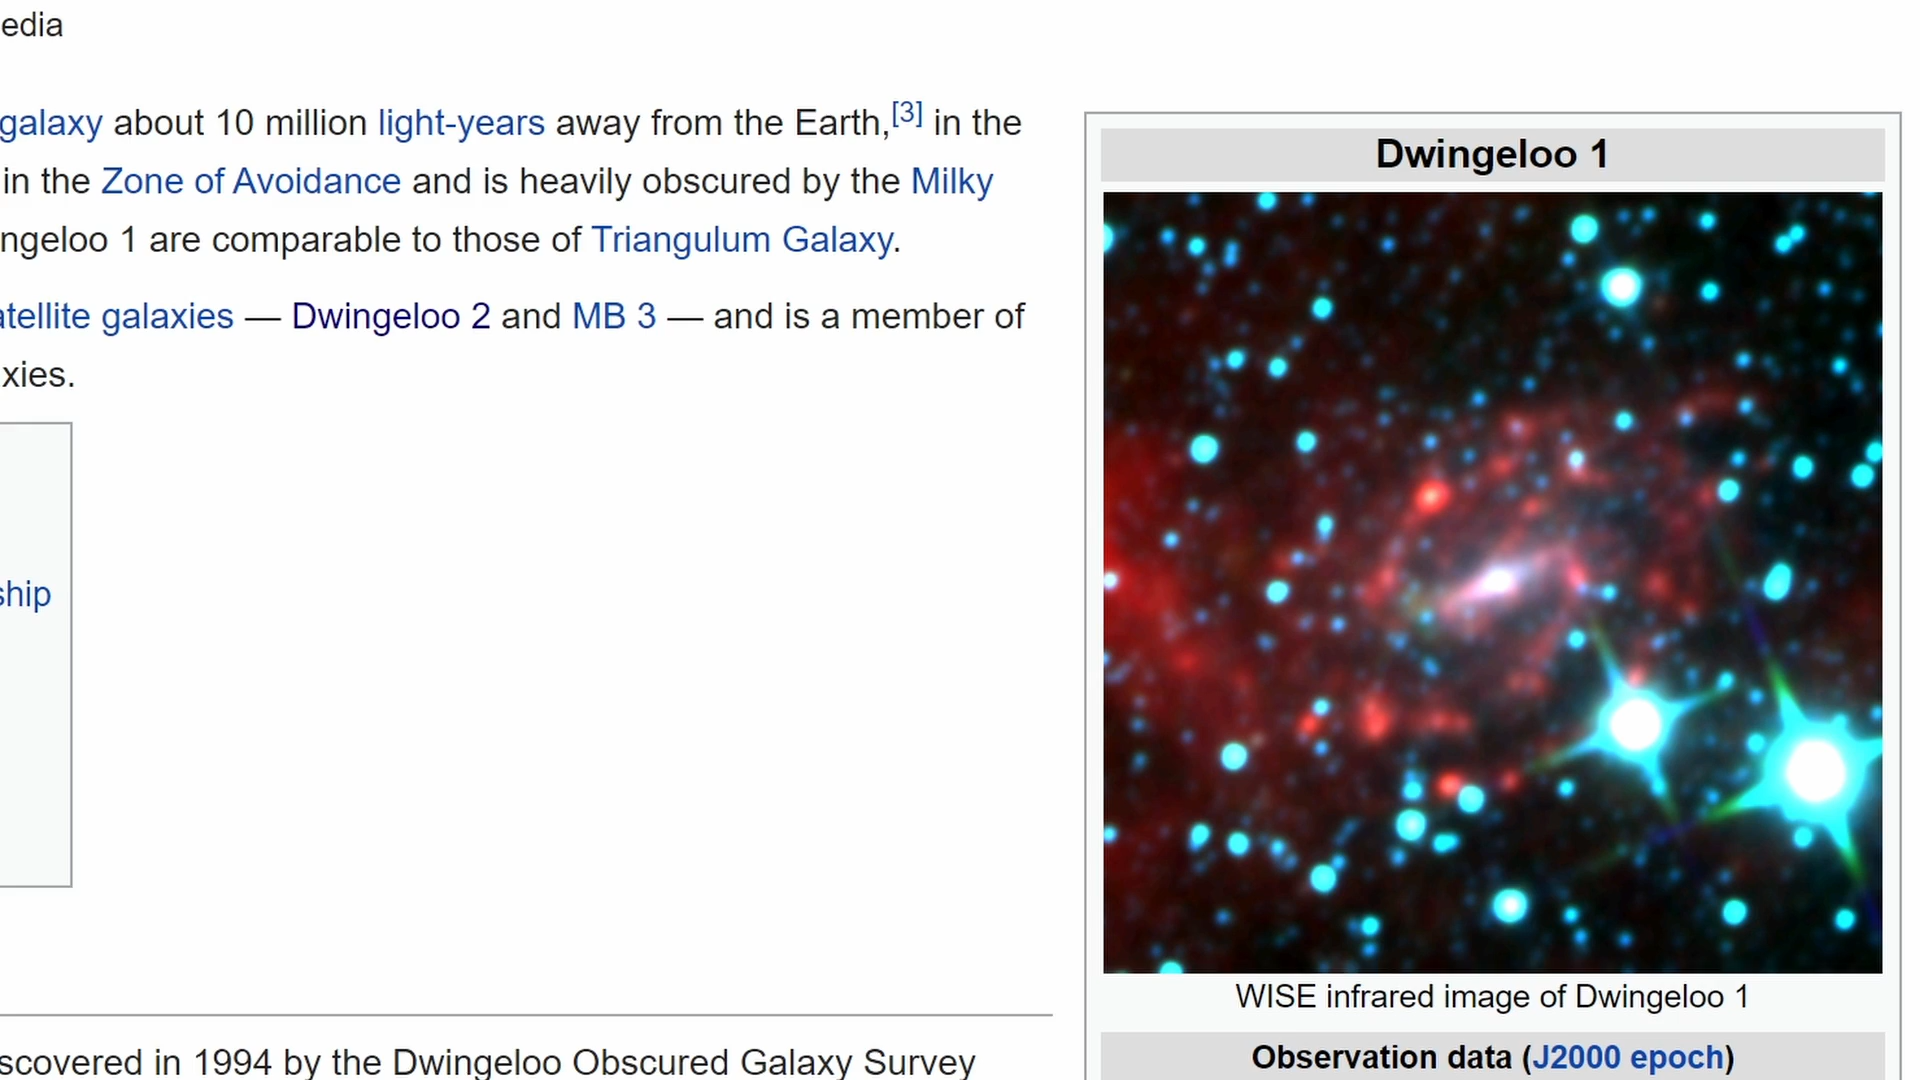 edia
galaxy about 10 million light-years away from the Earth,[3] in the
in the Zone of Avoidance and is heavily obscured by the Milky
ngeloo 1 are comparable to those of Triangulum Galaxy.
atellite galaxies — Dwingeloo 2 and MB 3 — and is a member of
xies.
ship
scovered in 1994 by the Dwingeloo Obscured Galaxy Survey
Dwingeloo 1
WISE infrared image of Dwingeloo 1
Observation data (J2000 epoch)